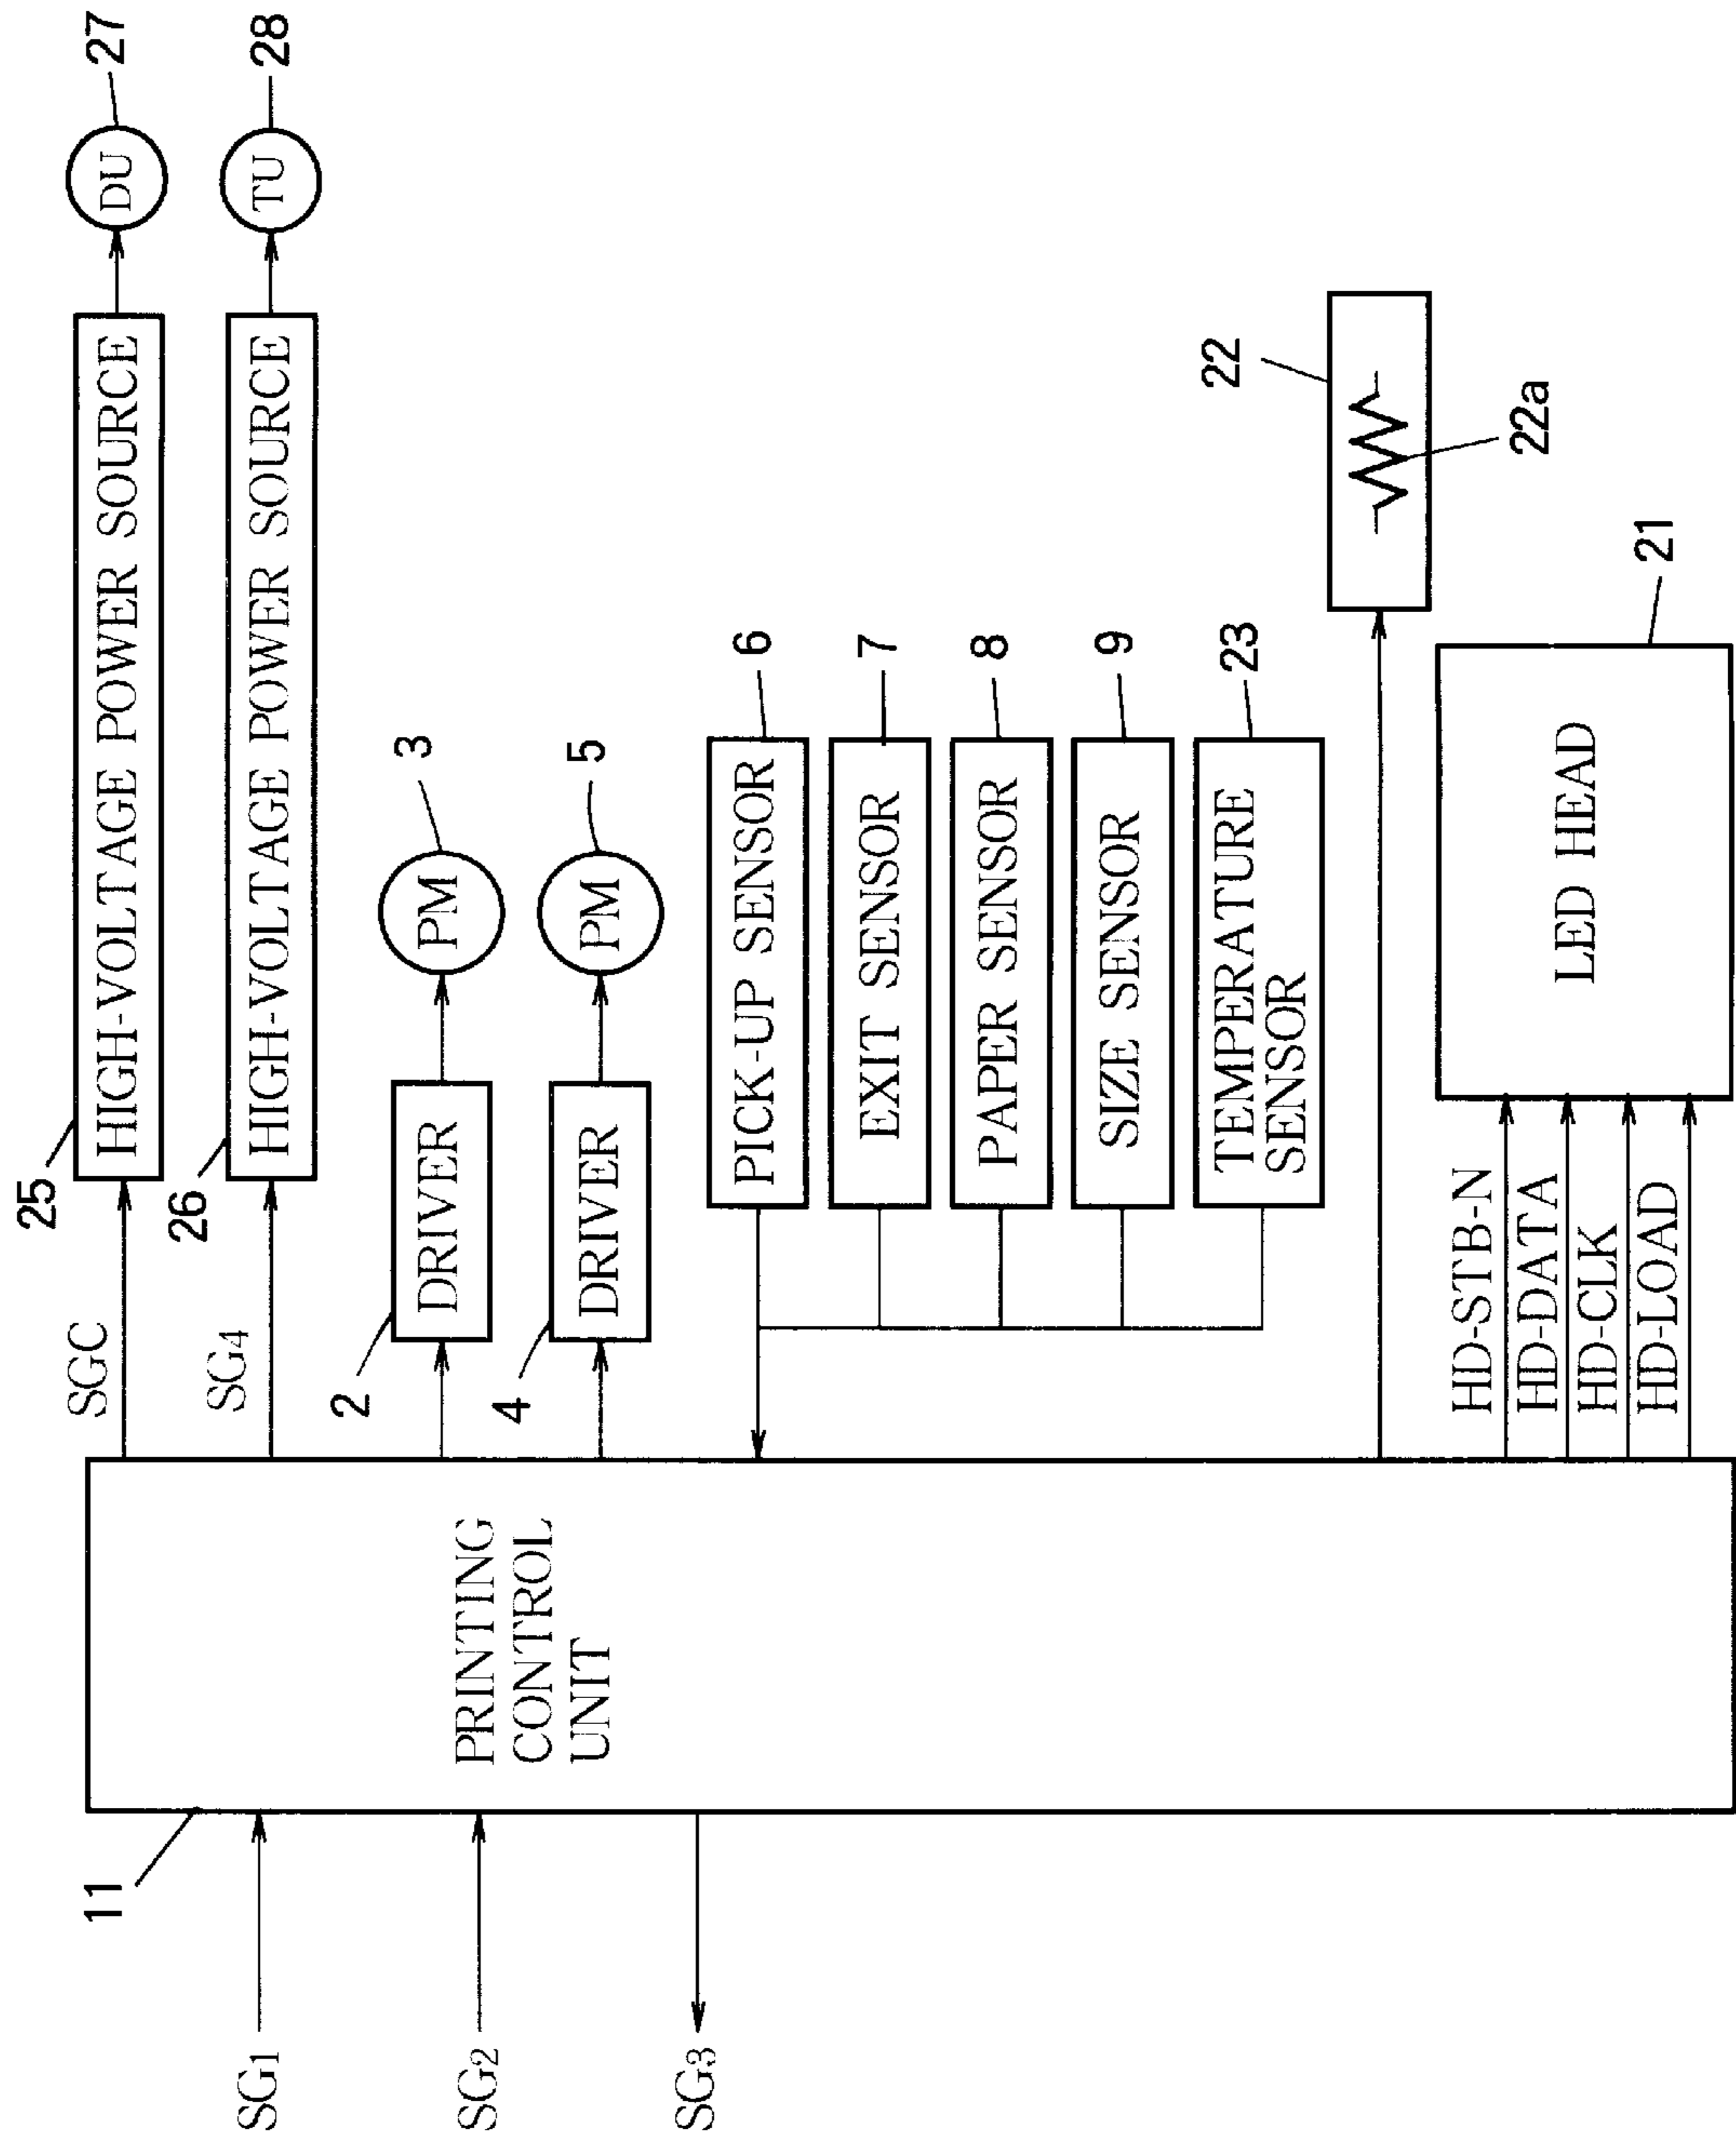 27
DU
HIGH-VOLTAGE POWER SOURCE
25
SGC
28
TU
HIGH-VOLTAGE POWER SOURCE
26
SG4
3
PM
DRIVER
2
5
PM
DRIVER
4
6
PICK-UP SENSOR
7
EXIT SENSOR
8
PAPER SENSOR
9
SIZE SENSOR
23
TEMPERATURE
SENSOR
22
22a
21
LED HEAD
HD-STB-N
HD-DATA
HD-CLK
HD-LOAD
PRINTING
CONTROL
UNIT
11
SG1
SG2
SG3